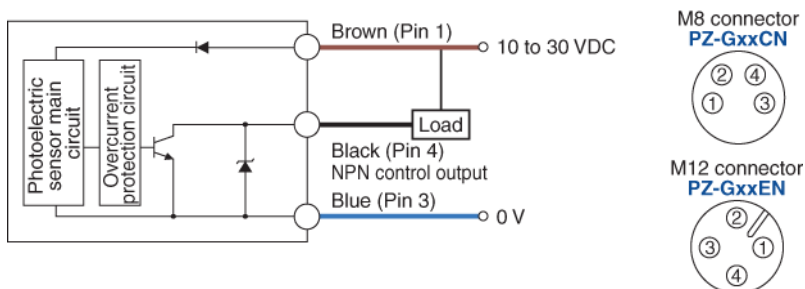 Photoelectric
sensor main
circuit
Overcurrent
protection circuit
Brown (Pin 1)
10 to 30 VDC
Load
Black (Pin 4)
NPN control output
Blue (Pin 3)
0 V
M8 connector
PZ-GxxCN
2 4
1 3
M12 connector
PZ-GxxEN
2
3 1
4